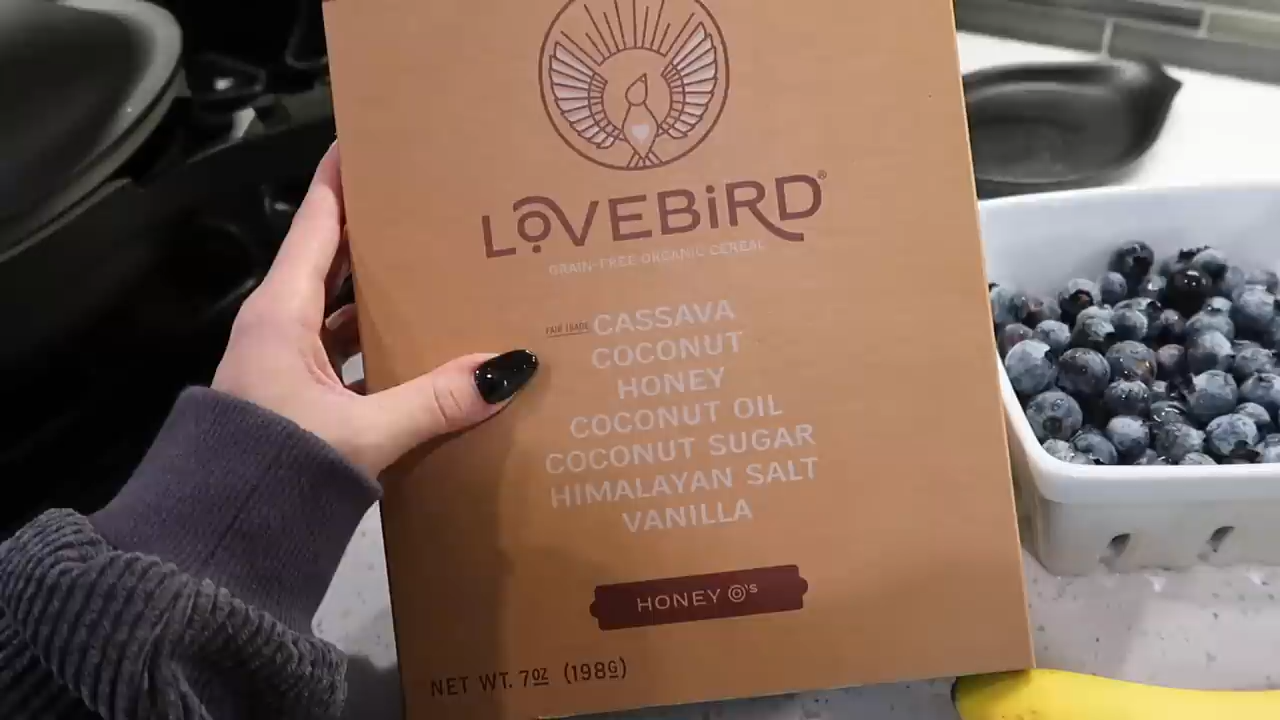 LOVEBiRD®
GRAIN-FREE ORGANIC CEREAL
FAIR TRADE CASSAVA
COCONUT
HONEY
COCONUT OIL
COCONUT SUGAR
HIMALAYAN SALT
VANILLA
HONEY O's
NET WT. 7OZ (198G)